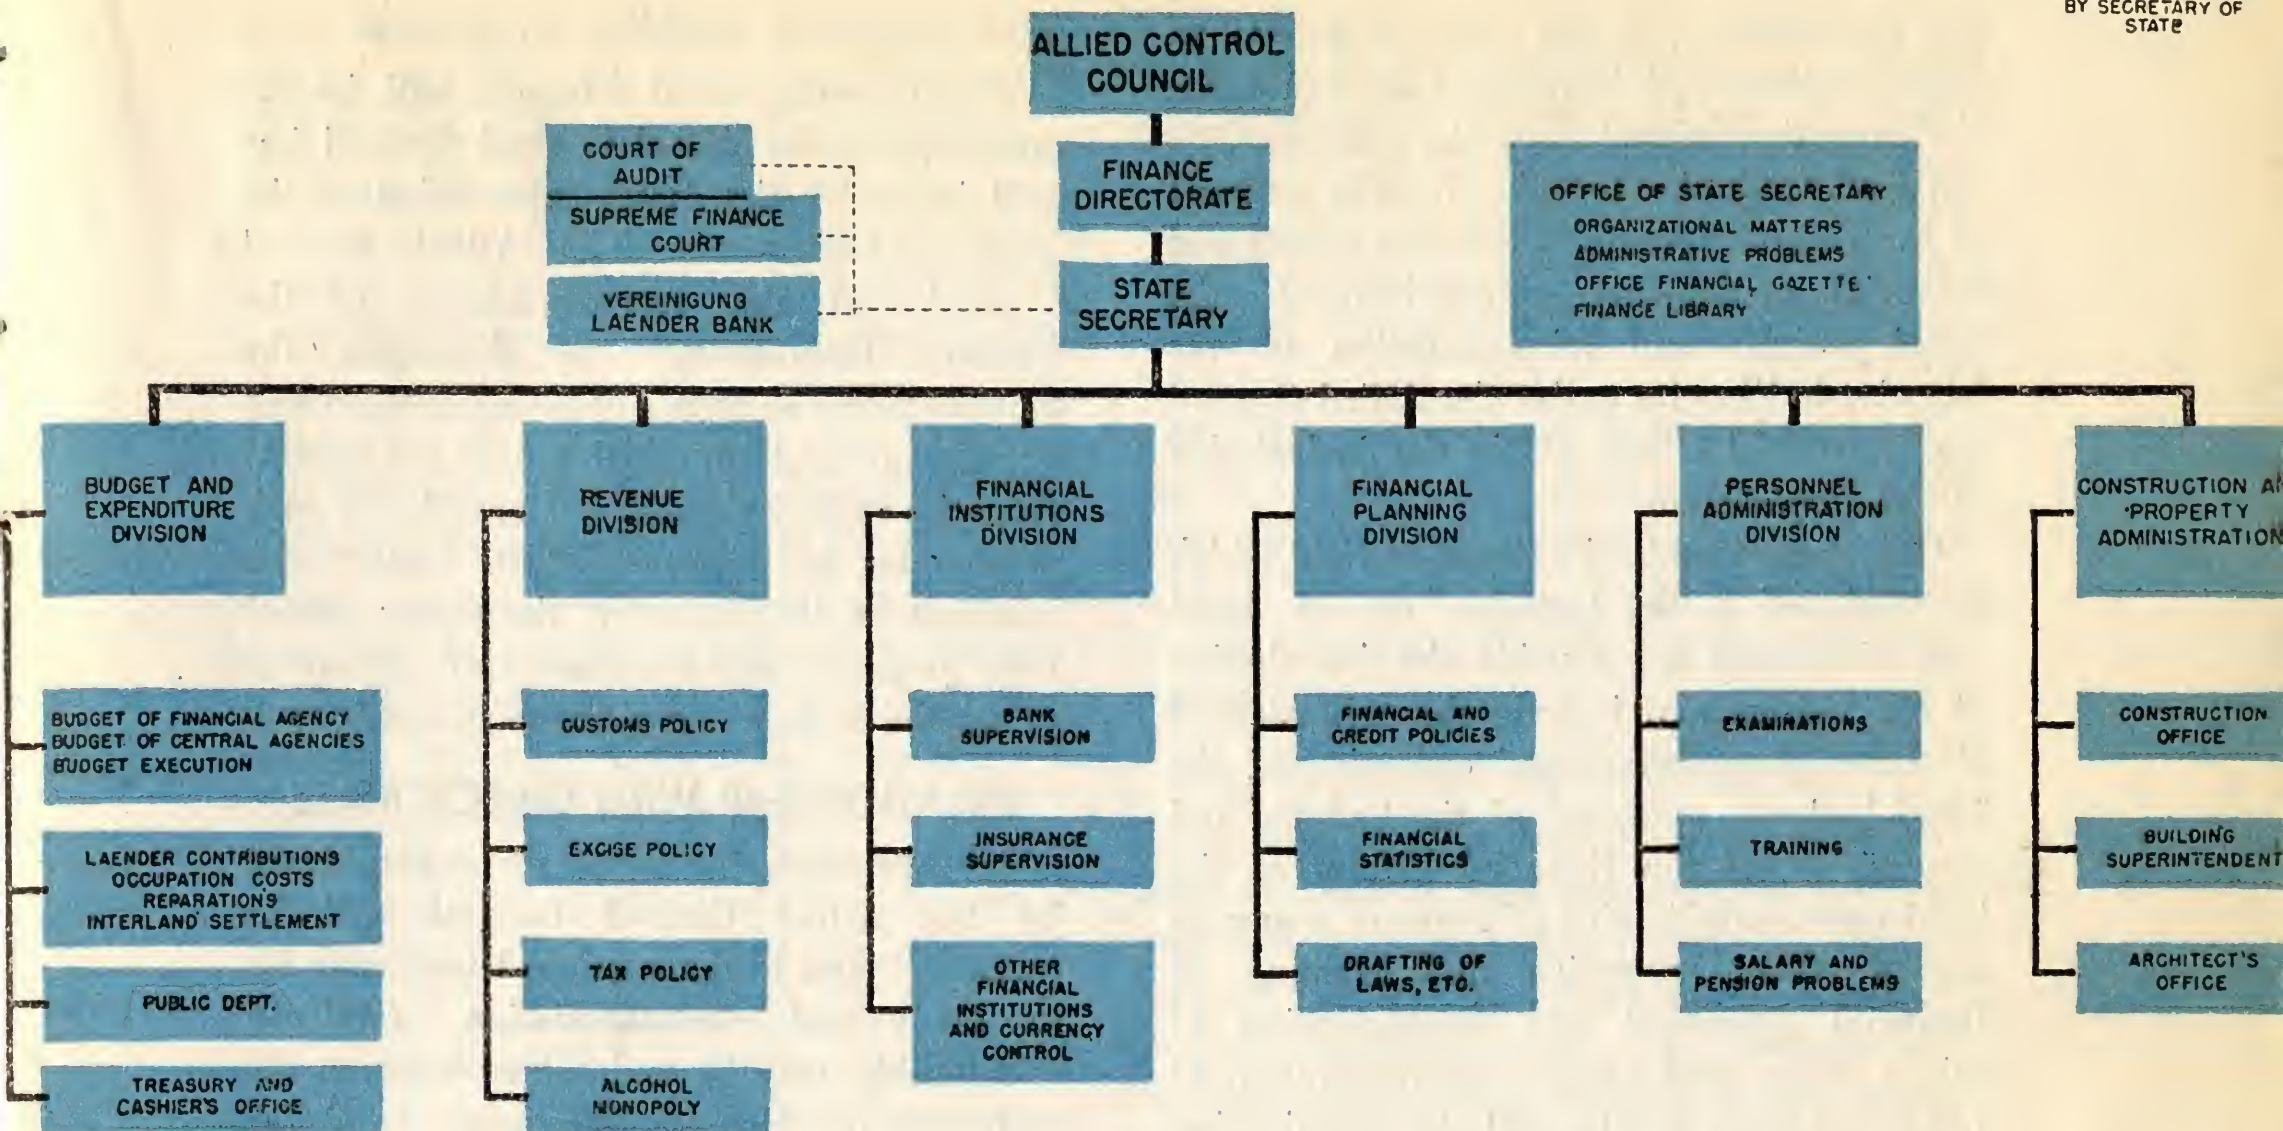 BY SECRETARY OF
STATE
ALLIED CONTROL
COUNCIL
COURT OF
AUDIT
SUPREME FINANCE
COURT
VEREINIGUNG
LAENDER BANK
FINANCE
DIRECTORATE
STATE
SECRETARY
OFFICE OF STATE SECRETARY
ORGANIZATIONAL MATTERS
ADMINISTRATIVE PROBLEMS
OFFICE FINANCIAL GAZETTE
FINANCE LIBRARY
BUDGET AND
EXPENDITURE
DIVISION
BUDGET OF FINANCIAL AGENCY
BUDGET OF CENTRAL AGENCIES
BUDGET EXECUTION
LAENDER CONTRIBUTIONS
OCCUPATION COSTS
REPARATIONS
INTERLAND SETTLEMENT
PUBLIC DEPT.
TREASURY AND
CASHIER'S OFFICE
REVENUE
DIVISION
CUSTOMS POLICY
EXCISE POLICY
TAX POLICY
ALCOHOL
MONOPOLY
FINANCIAL
INSTITUTIONS
DIVISION
BANK
SUPERVISION
INSURANCE
SUPERVISION
OTHER
FINANCIAL
INSTITUTIONS
AND CURRENCY
CONTROL
FINANCIAL
PLANNING
DIVISION
FINANCIAL AND
CREDIT POLICIES
FINANCIAL
STATISTICS
DRAFTING OF
LAWS, ETC.
PERSONNEL
ADMINISTRATION
DIVISION
EXAMINATIONS
TRAINING
SALARY AND
PENSION PROBLEMS
CONSTRUCTION
PROPERTY
ADMINISTRATION
CONSTRUCTION
OFFICE
BUILDING
SUPERINTENDENT
ARCHITECT'S
OFFICE